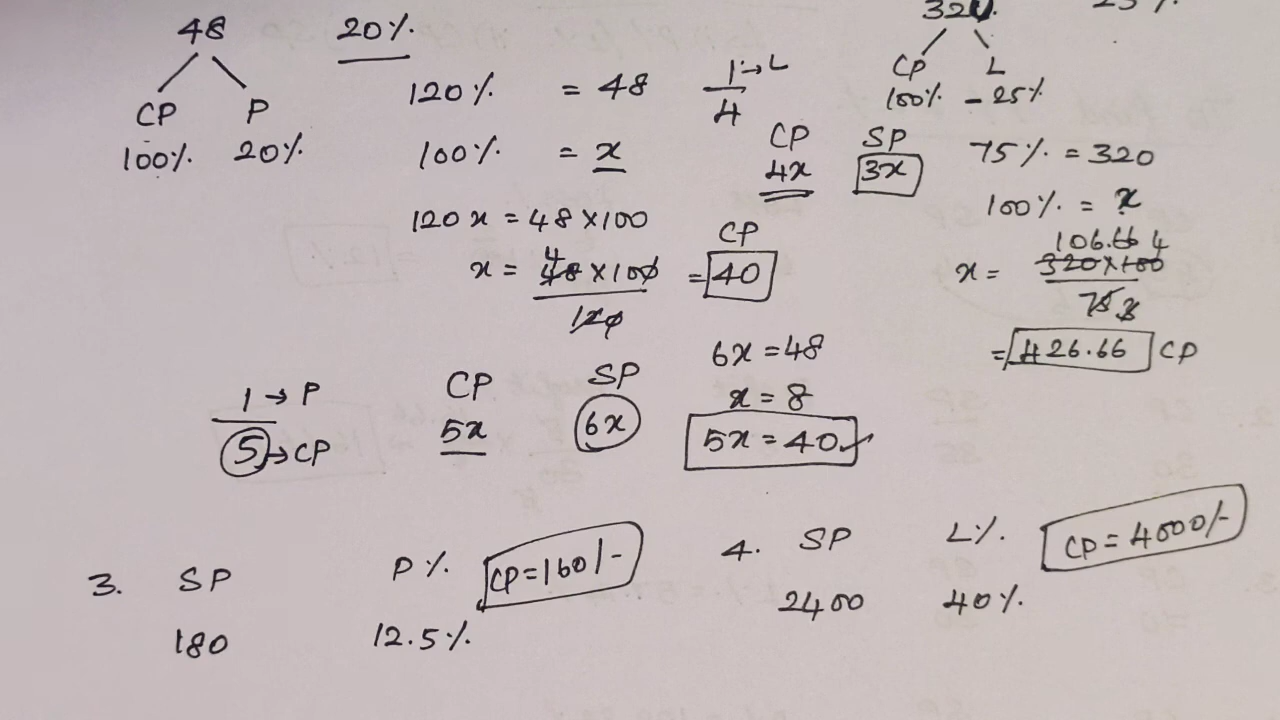 48 20%
CP P
100% 20%
120% = 48
100% = x
120x = 48 × 100
x = 48 × 100 / 120 = 40
4
CP
1 → P
5 → CP
CP SP
5x 6x
6x = 48
x = 8
5x = 40
1 → L
4
CP SP
4x 3x
320 25%
CP L
100% - 25%
75% = 320
100% = x
106.66 4
x = 320×100
75 3
= 426.66 CP
3. SP P% CP = 160/-
180 12.5%
4. SP L% CP = 4000/-
2400 40%